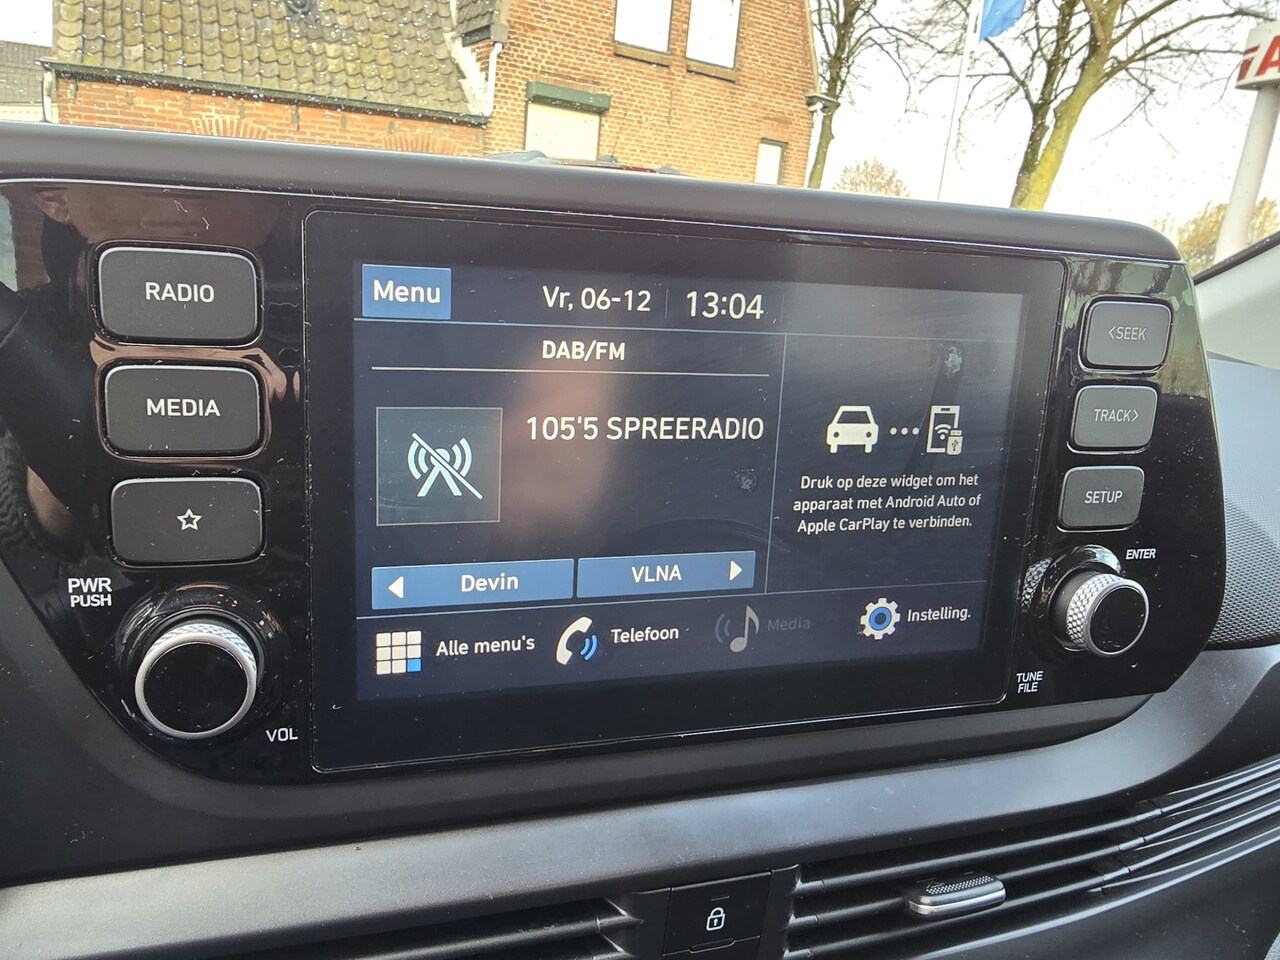 RADIO
MEDIA
PWR
PUSH
VOL
Menu
Vr, 06-12
13:04
DAB/FM
105'5 SPREERADIO
Devin
VLNA
Druk op deze widget om het
apparaat met Android Auto of
Apple CarPlay te verbinden.
Alle menu's
Telefoon
Media
Instelling.
<SEEK
TRACK>
SETUP
ENTER
TUNE
FILE